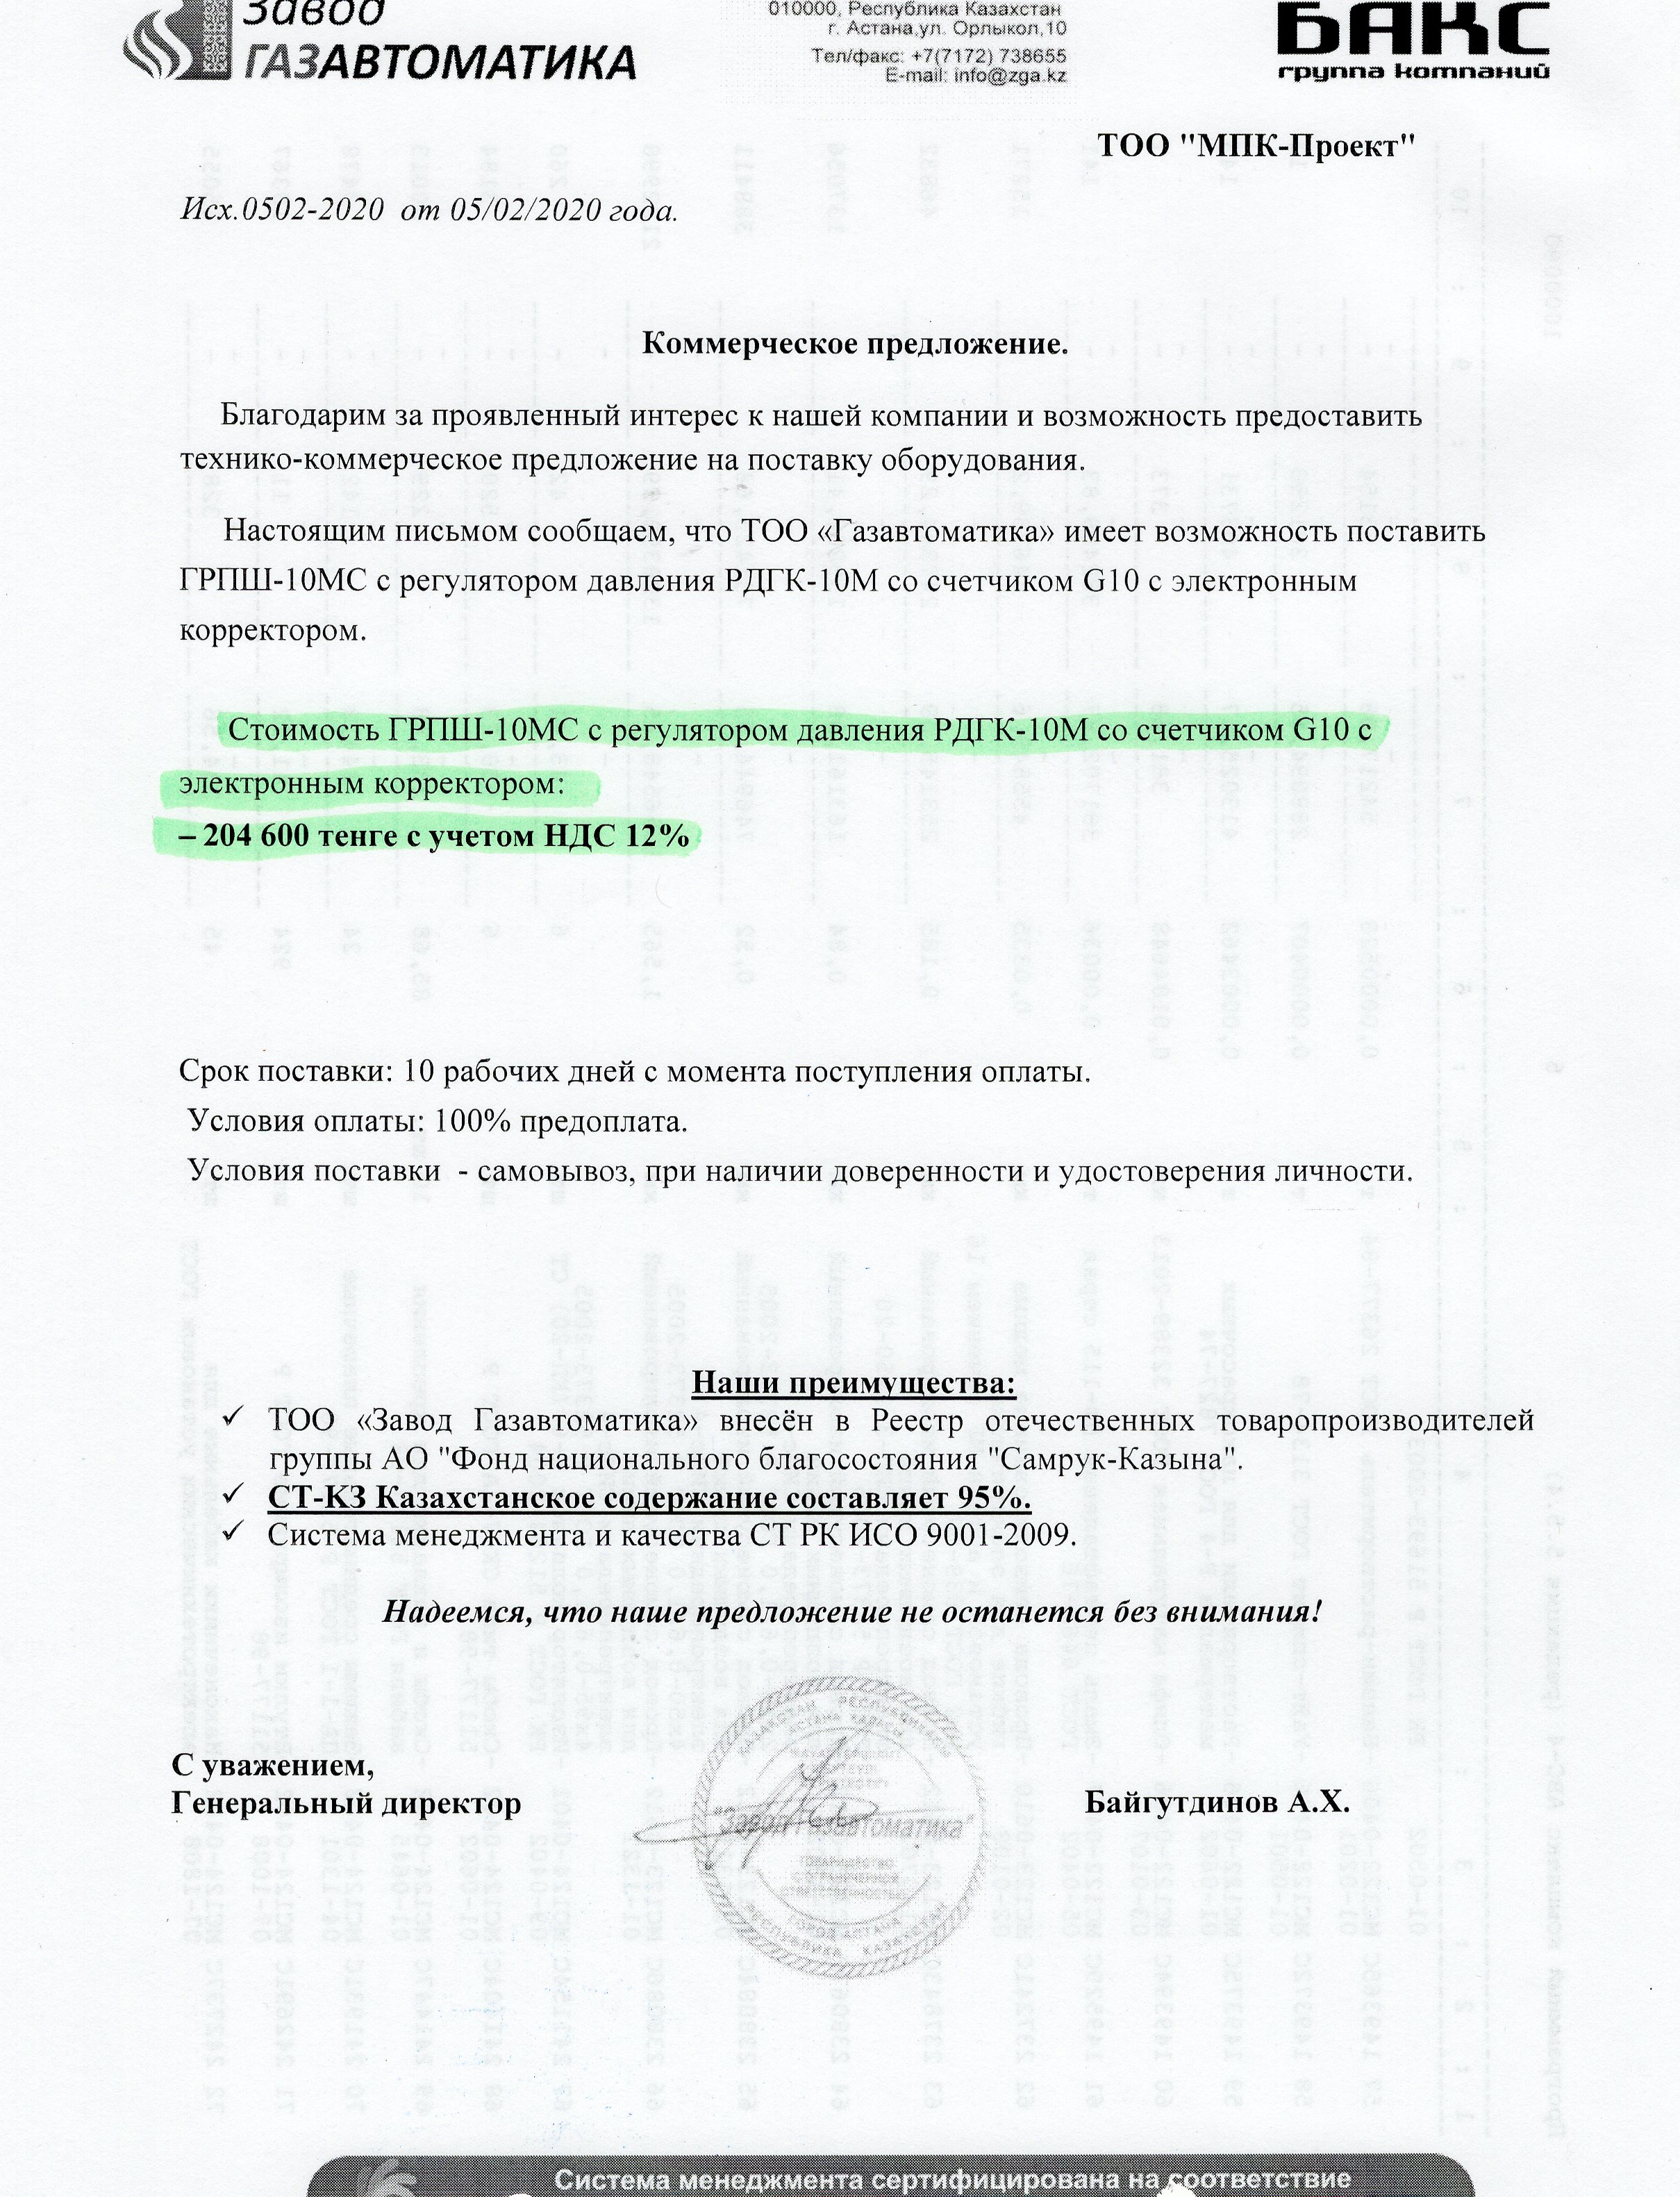 Завод
ГАЗАВТОМАТИКА
010000, Республика Казахстан
г. Астана,ул. Орлыкол,10
Тел/факс: +7(7172) 738655
E-mail: info@zga.kz
БАКС
группа компаний
ТОО "МПК-Проект"
Исх.0502-2020 от 05/02/2020 года.
Коммерческое предложение.
Благодарим за проявленный интерес к нашей компании и возможность предоставить
технико-коммерческое предложение на поставку оборудования.
Настоящим письмом сообщаем, что ТОО «Газавтоматика» имеет возможность поставить
ГРПШ-10МС с регулятором давления РДГК-10М со счетчиком G10 с электронным
корректором.
Стоимость ГРПШ-10МС с регулятором давления РДГК-10М со счетчиком G10 с
электронным корректором:
– 204 600 тенге с учетом НДС 12%
Срок поставки: 10 рабочих дней с момента поступления оплаты.
Условия оплаты: 100% предоплата.
Условия поставки - самовывоз, при наличии доверенности и удостоверения личности.
Наши преимущества:
✓ ТОО «Завод Газавтоматика» внесён в Реестр отечественных товаропроизводителей
группы АО "Фонд национального благосостояния "Самрук-Казына".
✓ СТ-КЗ Казахстанское содержание составляет 95%.
✓ Система менеджмента и качества СТ РК ИСО 9001-2009.
Надеемся, что наше предложение не останется без внимания!
С уважением,
Генеральный директор
"Завод Газавтоматика"
ТОВАРИЩЕСТВО
С ОГРАНИЧЕННОЙ
ОТВЕТСТВЕННОСТЬЮ
ГОРОД АСТАНА
РЕСПУБЛИКА КАЗАХСТАН
Байгутдинов А.Х.
Система менеджмента сертифицирована на соответствие